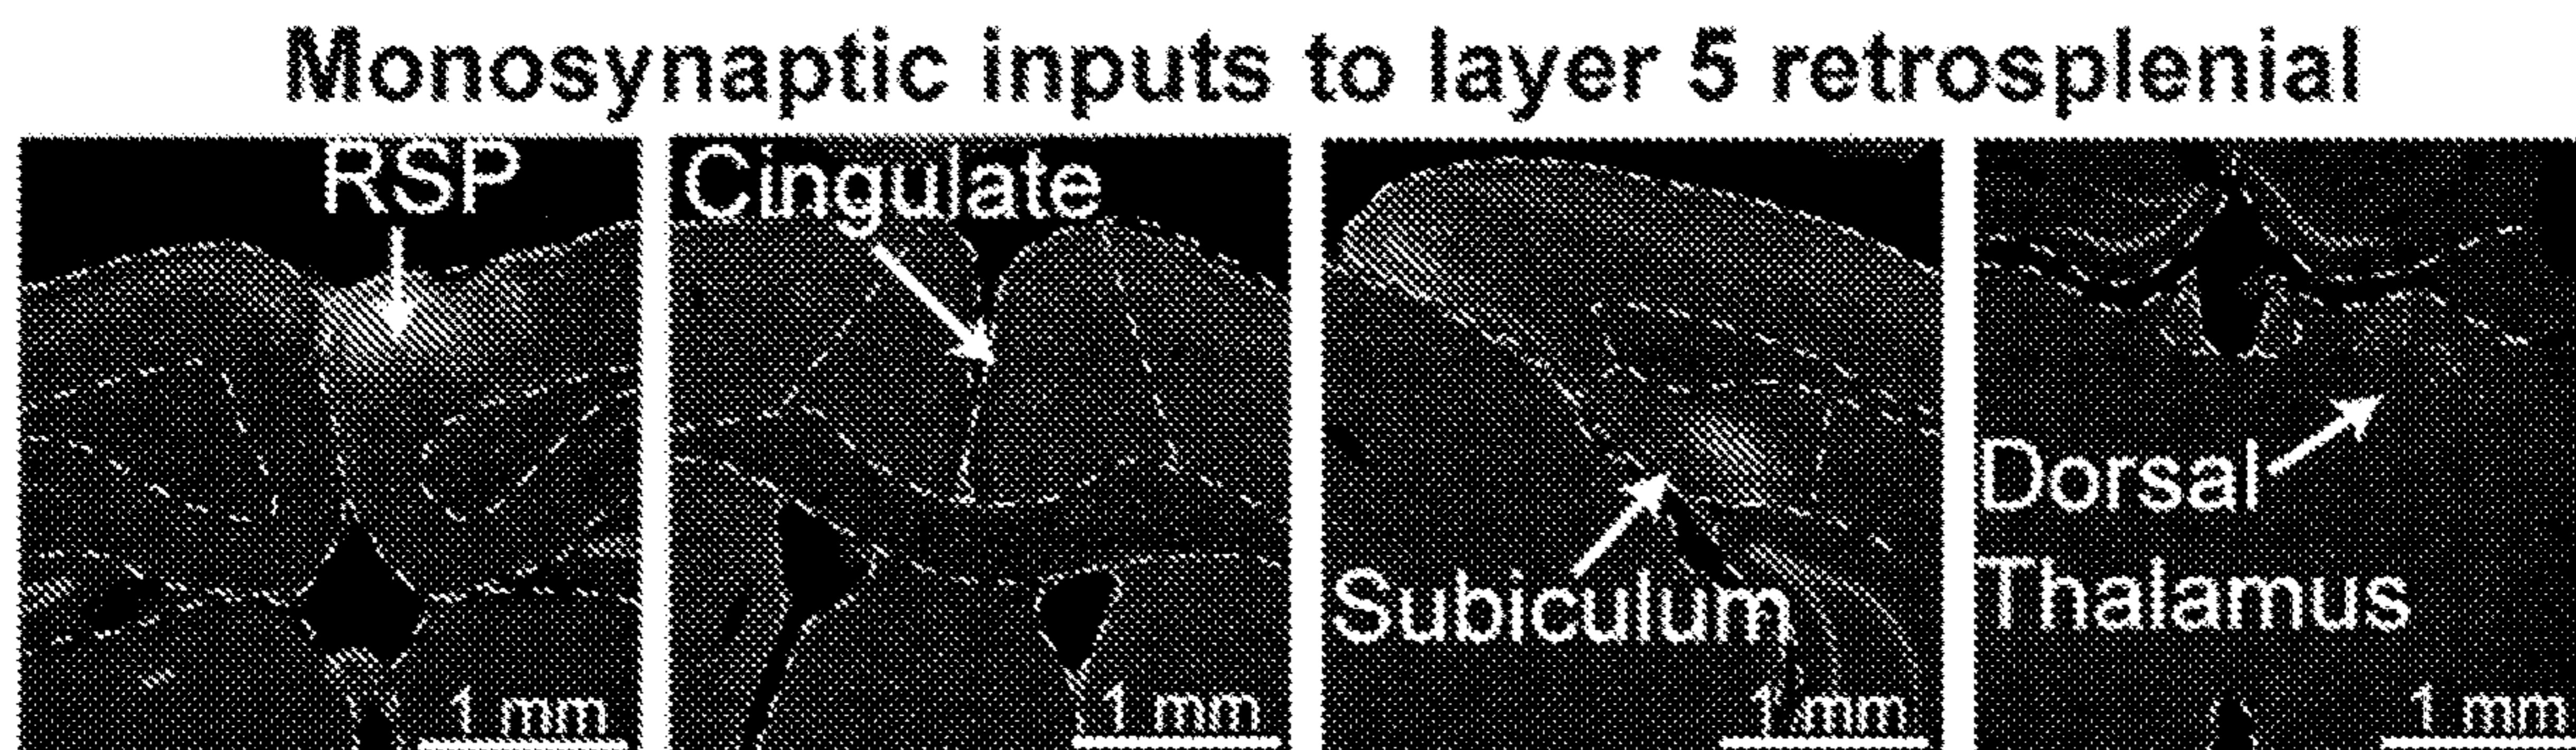 Monosynaptic inputs to layer 5 retrosplenial
RSP
1 mm
Cingulate
1 mm
Subiculum
1 mm
Dorsal
Thalamus
1 mm